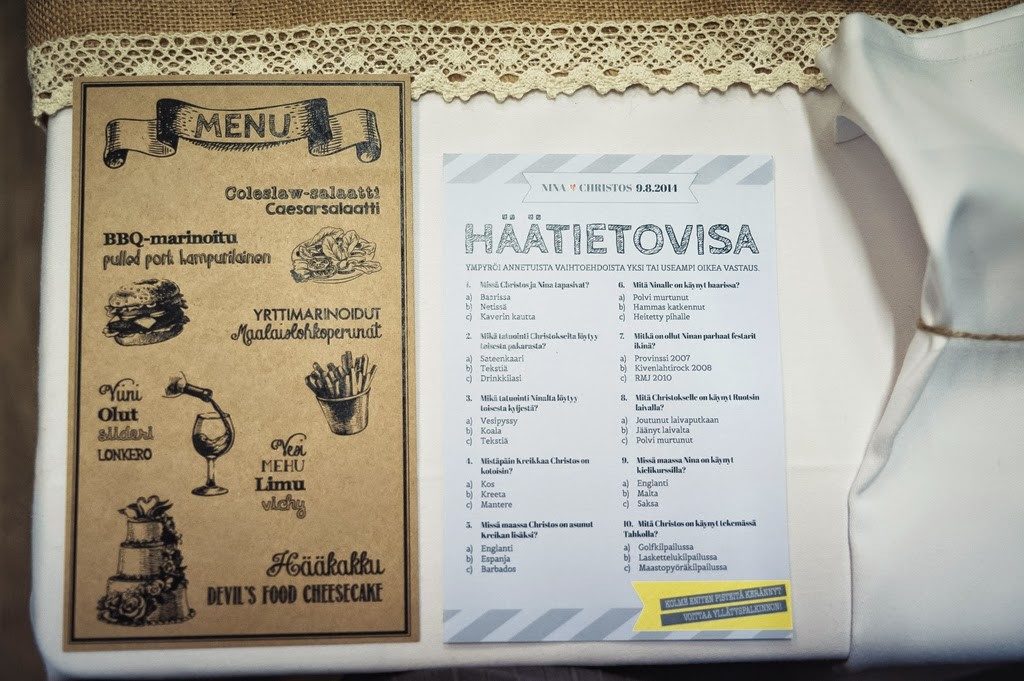 MENU
Coleslaw-salaatti
Caesarsalaatti
BBQ-marinoitu
pulled pork hampurilainen
YRTTIMARINOIDUT
Maalaislohkoperunat
Viini
Olut
siideri
LONKERO
Vesi
MEHU
Limu
vichy
Hääkakku
DEVIL'S FOOD CHEESECAKE
NINA CHRISTOS 9.8.2014
HÄÄTIETOVISA
YMPYRÖI ANNETUISTA VAIHTOEHDOISTA YKSI TAI USEAMPI OIKEA VASTAUS.
1. Missä Christos ja Nina tapasivat?
a) Baarissa
b) Netissä
c) Kaverin kautta
2. Mikä tatuointi Christokselta löytyy
toisesta pakarasta?
a) Sateenkaari
b) Tekstiä
c) Drinkkilasi
3. Mikä tatuointi Ninalta löytyy
toisesta kyljestä?
a) Vesipyssy
b) Koala
c) Tekstiä
4. Mistäpäin Kreikkaa Christos on
kotoisin?
a) Kos
b) Kreeta
c) Mantere
5. Missä maassa Christos on asunut
Kreikan lisäksi?
a) Englanti
b) Espanja
c) Barbados
6. Mitä Ninalle on käynyt baarissa?
a) Polvi murtunut
b) Hammas katkennut
c) Heitetty pihalle
7. Mitkä on ollut Ninan parhaat festarit
ikinä?
a) Provinssi 2007
b) Kivenlahtirock 2008
c) RMJ 2010
8. Mitä Christokselle on käynyt Ruotsin
laivalla?
a) Joutunut laivaputkaan
b) Jäänyt laivalta
c) Polvi murtunut
9. Missä maassa Nina on käynyt
kielikurssilla?
a) Englanti
b) Malta
c) Saksa
10. Mitä Christos on käynyt tekemässä
Tahkolla?
a) Golfkilpailussa
b) Laskettelukilpailussa
c) Maastopyöräkilpailussa
KOLME ENITEN PISTEITÄ KERÄNNYT
VOITTAA YLLÄTYSPALKINNON!